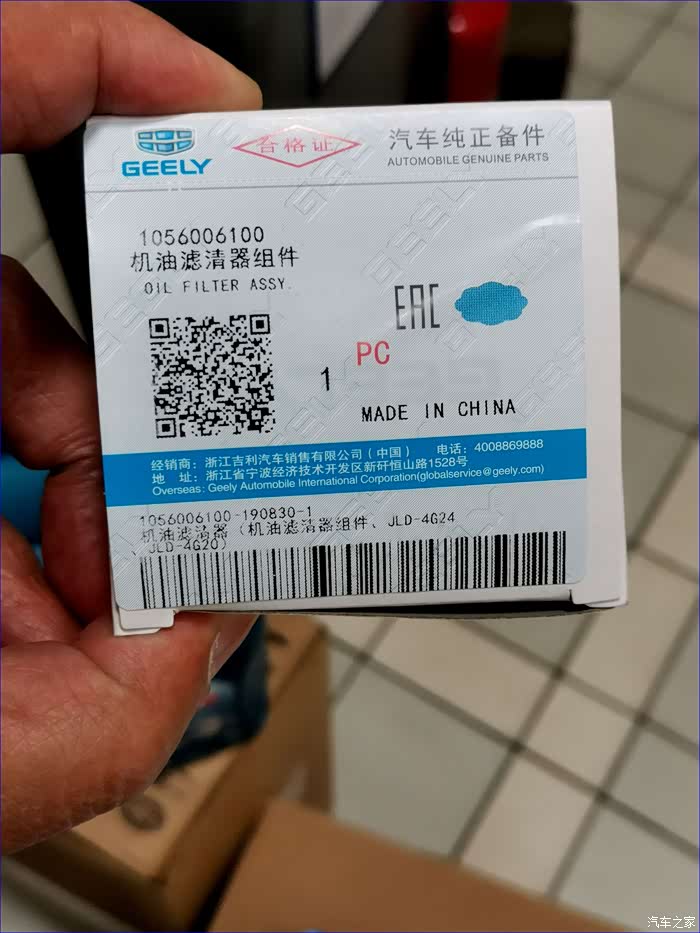 GEELY
合格证
汽车纯正备件
AUTOMOBILE GENUINE PARTS
1056006100
机油滤清器组件
OIL FILTER ASSY.
EAC
1
PC
MADE IN CHINA
经销商：浙江吉利汽车销售有限公司（中国） 电话：4008869888
地 址：浙江省宁波经济技术开发区新矸恒山路1528号
Overseas: Geely Automobile International Corporation(globalservice@geely.com)
1056006100-190830-1
机油滤清器（机油滤清器组件、JLD-4G24
、JLD-4G20）
汽车之家